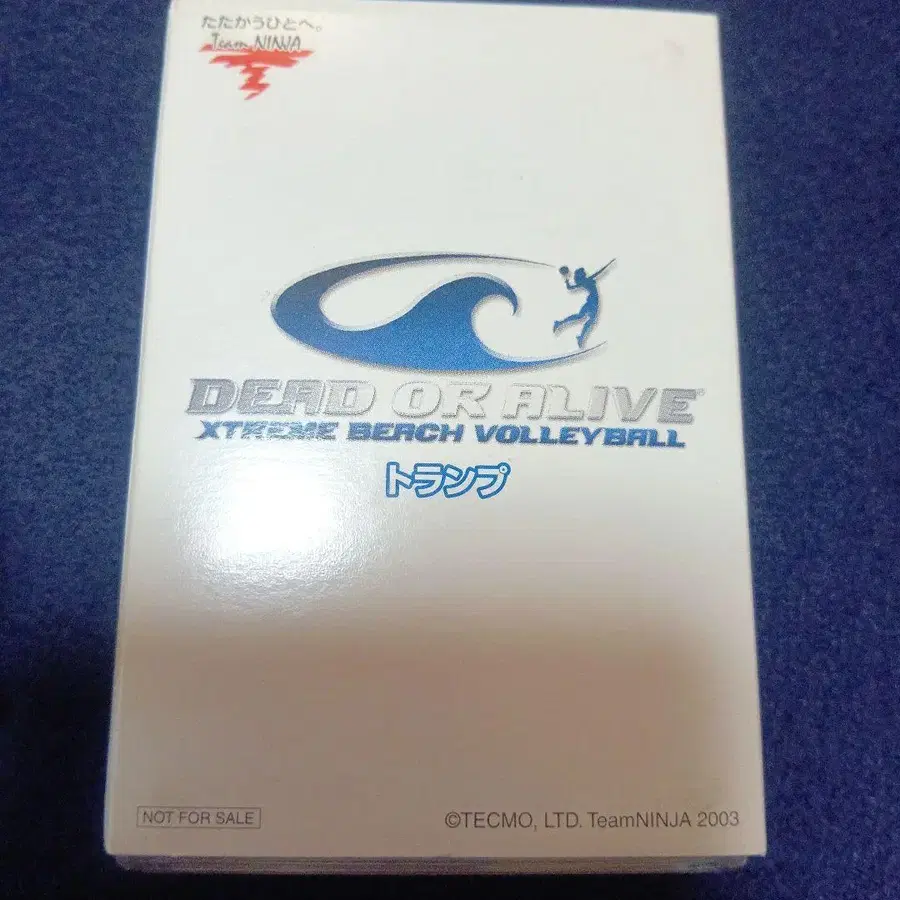 たたかうひとへ。
Team NINJA
DEAD OR ALIVE
XTREME BEACH VOLLEYBALL
トランプ
NOT FOR SALE
©TECMO, LTD. TeamNINJA 2003